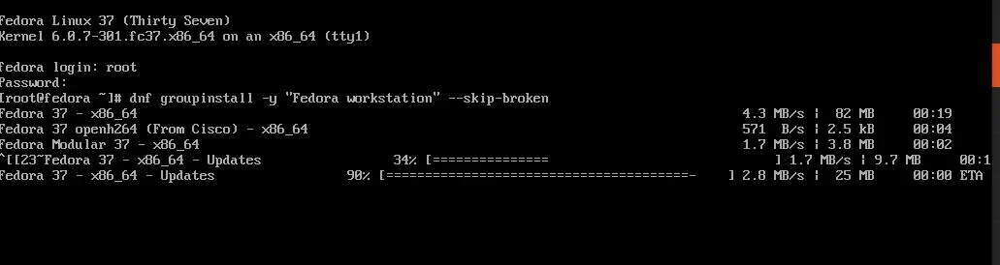 Fedora Linux 37 (Thirty Seven)
Kernel 6.0.7-301.fc37.x86_64 on an x86_64 (tty1)
fedora login: root
Password:
[root@fedora ~]# dnf groupinstall -y "Fedora workstation" --skip-broken
Fedora 37 - x86_64 4.3 MB/s | 82 MB 00:19
Fedora 37 openh264 (From Cisco) - x86_64 571 B/s | 2.5 kB 00:04
Fedora Modular 37 - x86_64 1.7 MB/s | 3.8 MB 00:02
^[[23~Fedora 37 - x86_64 - Updates 34% [=============== ] 1.7 MB/s | 9.7 MB 00:1
Fedora 37 - x86_64 - Updates 90% [========================================- ] 2.8 MB/s | 25 MB 00:00 ETA